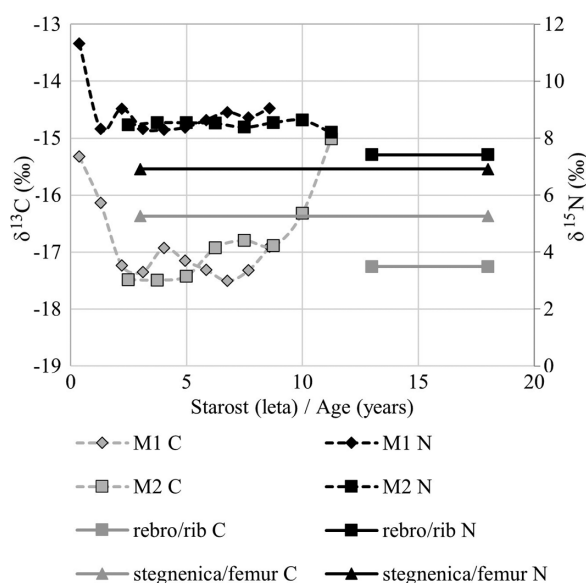 -13
-14
-15
-16
-17
-18
-19
δ¹³C (‰)
12
10
8
6
4
2
0
δ ¹⁵N (‰)
0 5 10 15 20
Starost (leta) / Age (years)
M1 C M1 N
M2 C M2 N
rebro/rib C rebro/rib N
stegnenica/femur C stegnenica/femur N